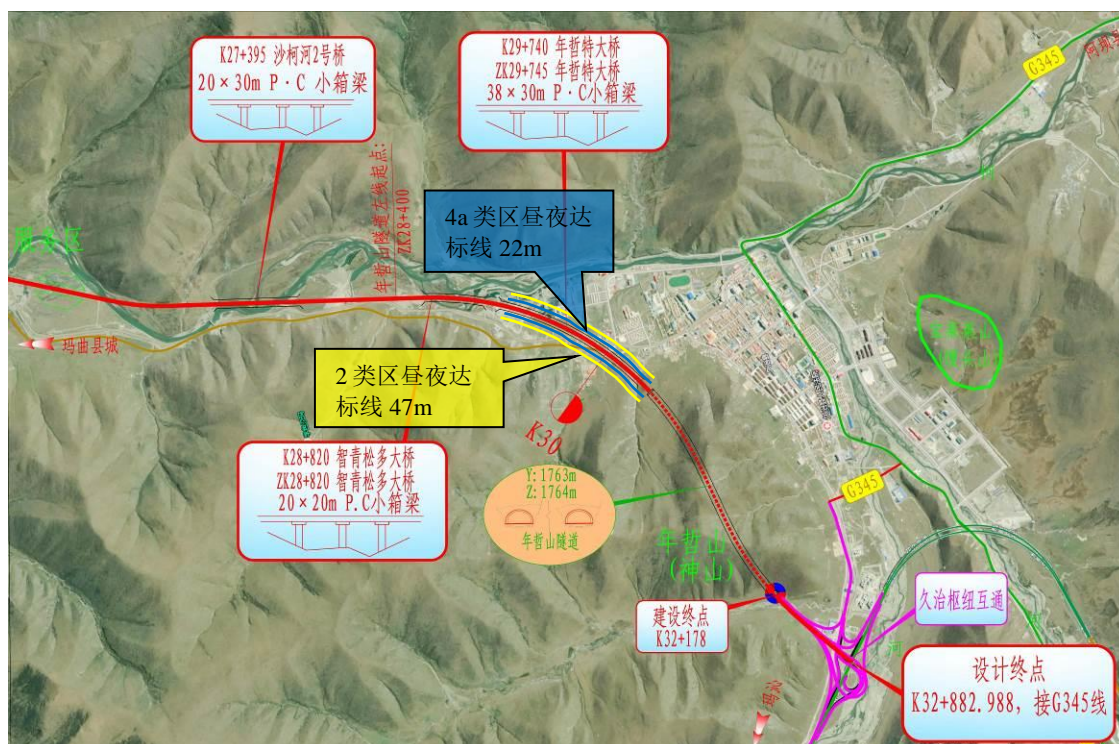 K27+395 沙柯河2号桥
20×30m P·C 小箱梁
K29+740 年哲特大桥
ZK29+745 年哲特大桥
38×30m P·C小箱梁
G345
年哲山隧道左线起点:
ZK28+400
4a 类区昼夜达
标线 22m
2 类区昼夜达
标线 47m
玛曲县城
K30
K28+820 智青松多大桥
ZK28+820 智青松多大桥
20×20m P.C小箱梁
Y: 1763m
Z: 1764m
年哲山隧道
G345
年哲山
(神山)
建设终点
K32+178
久治枢纽互通
河
玛沁
设计终点
K32+882.988, 接G345线